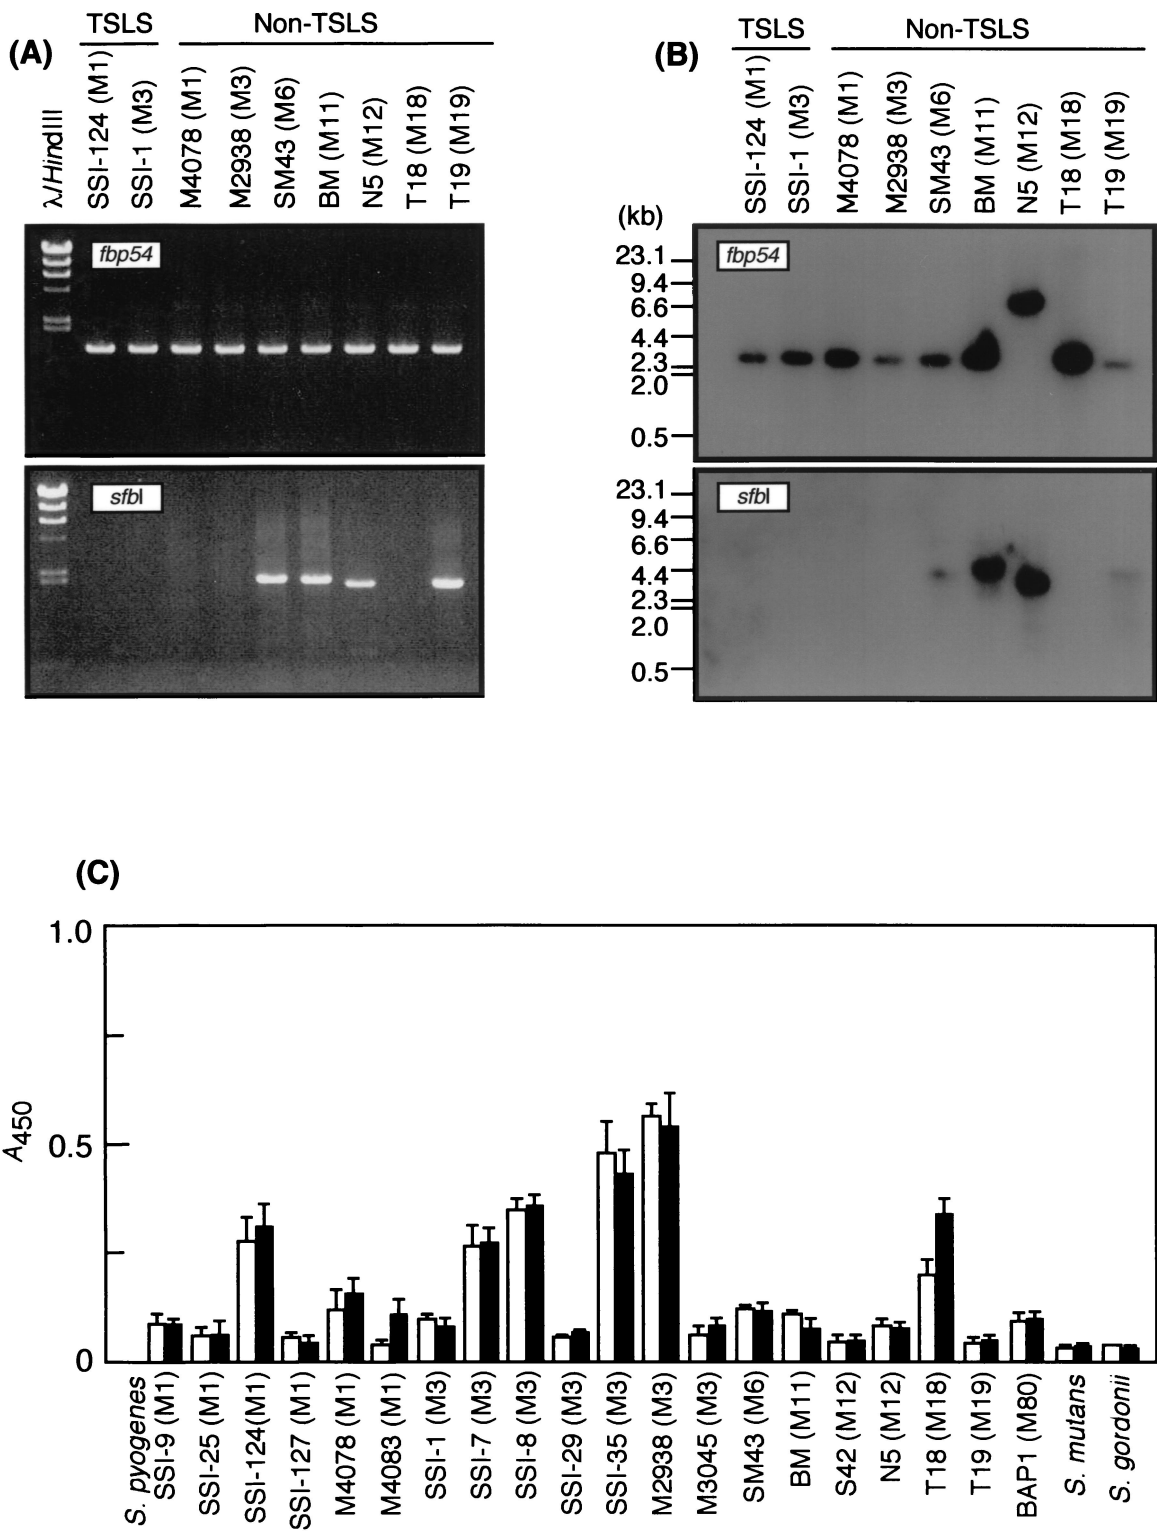 (A)
TSLS
Non-TSLS
λ/HindIII
SSI-124 (M1)
SSI-1 (M3)
M4078 (M1)
M2938 (M3)
SM43 (M6)
BM (M11)
N5 (M12)
T18 (M18)
T19 (M19)
fbp54
sfbI
(B)
TSLS
Non-TSLS
SSI-124 (M1)
SSI-1 (M3)
M4078 (M1)
M2938 (M3)
SM43 (M6)
BM (M11)
N5 (M12)
T18 (M18)
T19 (M19)
(kb)
23.1
9.4
6.6
4.4
2.3
2.0
0.5
fbp54
23.1
9.4
6.6
4.4
2.3
2.0
0.5
sfbI
(C)
A450
1.0
0.5
0
S. pyogenes
SSI-9 (M1)
SSI-25 (M1)
SSI-124(M1)
SSI-127 (M1)
M4078 (M1)
M4083 (M1)
SSI-1 (M3)
SSI-7 (M3)
SSI-8 (M3)
SSI-29 (M3)
SSI-35 (M3)
M2938 (M3)
M3045 (M3)
SM43 (M6)
BM (M11)
S42 (M12)
N5 (M12)
T18 (M18)
T19 (M19)
BAP1 (M80)
S. mutans
S. gordonii